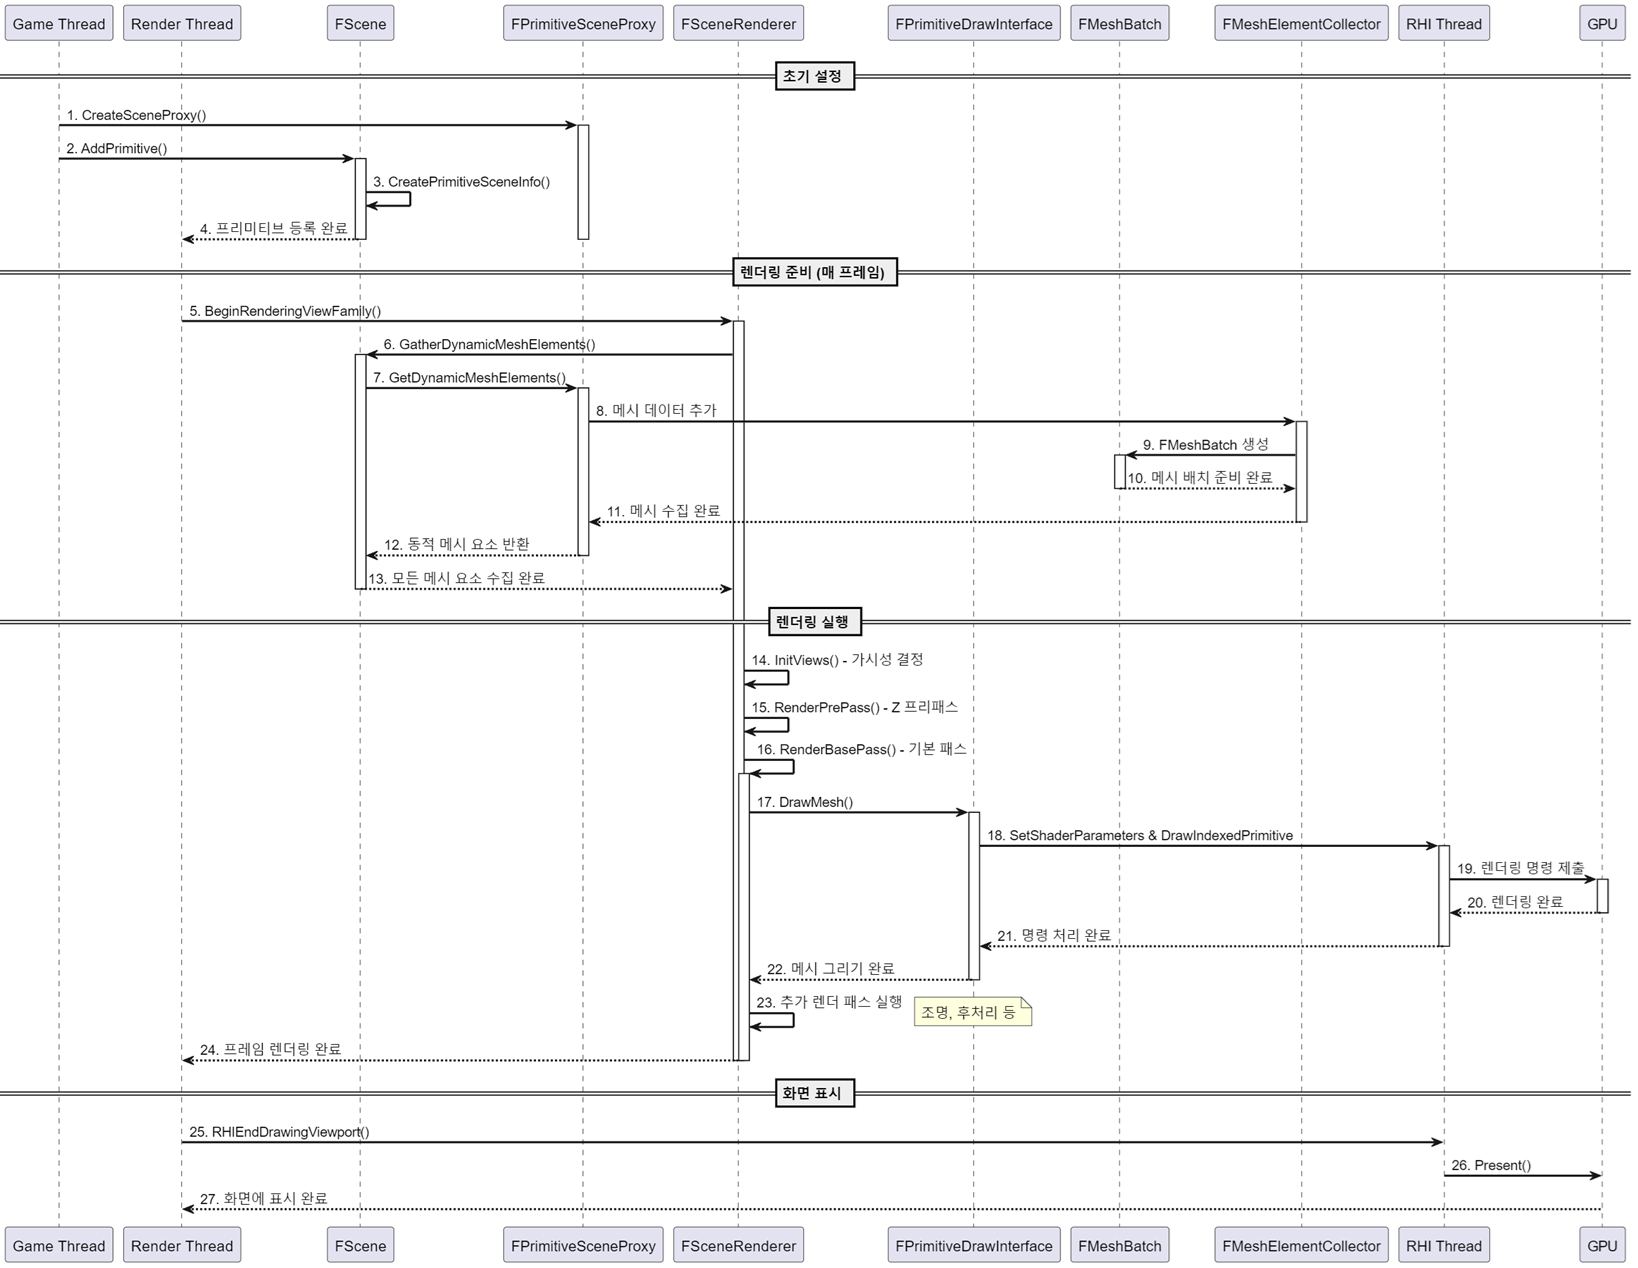 Game Thread
Render Thread
FScene
FPrimitiveSceneProxy
FSceneRenderer
FPrimitiveDrawInterface
FMeshBatch
FMeshElementCollector
RHI Thread
GPU
초기 설정
1. CreateSceneProxy()
2. AddPrimitive()
3. CreatePrimitiveSceneInfo()
4. 프리미티브 등록 완료
렌더링 준비 (매 프레임)
5. BeginRenderingViewFamily()
6. GatherDynamicMeshElements()
7. GetDynamicMeshElements()
8. 메시 데이터 추가
9. FMeshBatch 생성
10. 메시 배치 준비 완료
11. 메시 수집 완료
12. 동적 메시 요소 반환
13. 모든 메시 요소 수집 완료
렌더링 실행
14. InitViews() - 가시성 결정
15. RenderPrePass() - Z 프리패스
16. RenderBasePass() - 기본 패스
17. DrawMesh()
18. SetShaderParameters & DrawIndexedPrimitive
19. 렌더링 명령 제출
20. 렌더링 완료
21. 명령 처리 완료
22. 메시 그리기 완료
23. 추가 렌더 패스 실행
조명, 후처리 등
24. 프레임 렌더링 완료
화면 표시
25. RHIEndDrawingViewport()
26. Present()
27. 화면에 표시 완료
Game Thread
Render Thread
FScene
FPrimitiveSceneProxy
FSceneRenderer
FPrimitiveDrawInterface
FMeshBatch
FMeshElementCollector
RHI Thread
GPU